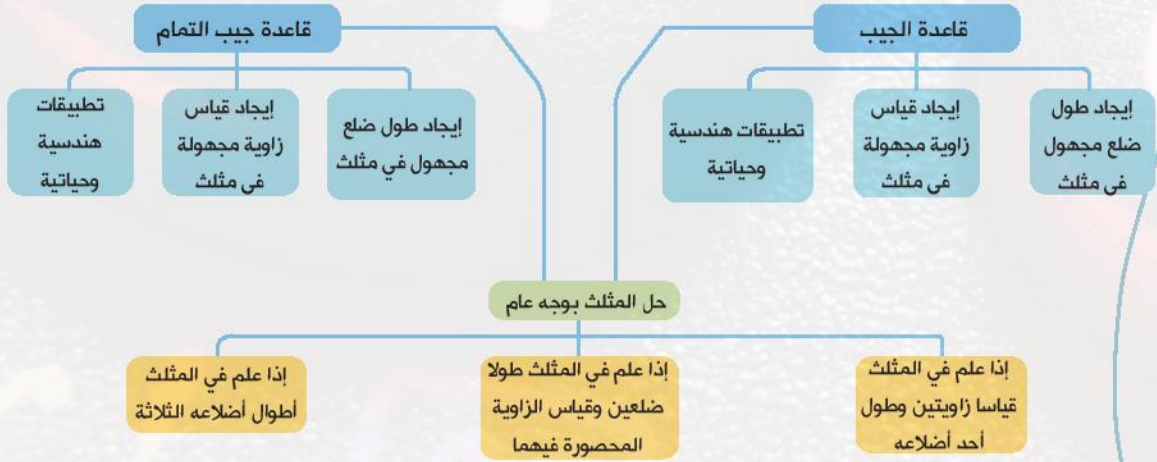 قاعدة الجيب
إيجاد طول
ضلع مجهول
في مثلث
إيجاد قياس
زاوية مجهولة
في مثلث
تطبيقات هندسية
وحياتية
قاعدة جيب التمام
إيجاد طول ضلع
مجهول في مثلث
إيجاد قياس
زاوية مجهولة
في مثلث
تطبيقات
هندسية
وحياتية
حل المثلث بوجه عام
إذا علم في المثلث
قياسا زاويتين وطول
أحد أضلاعه
إذا علم في المثلث طولا
ضلعين وقياس الزاوية
المحصورة فيهما
إذا علم في المثلث
أطوال أضلاعه الثلاثة